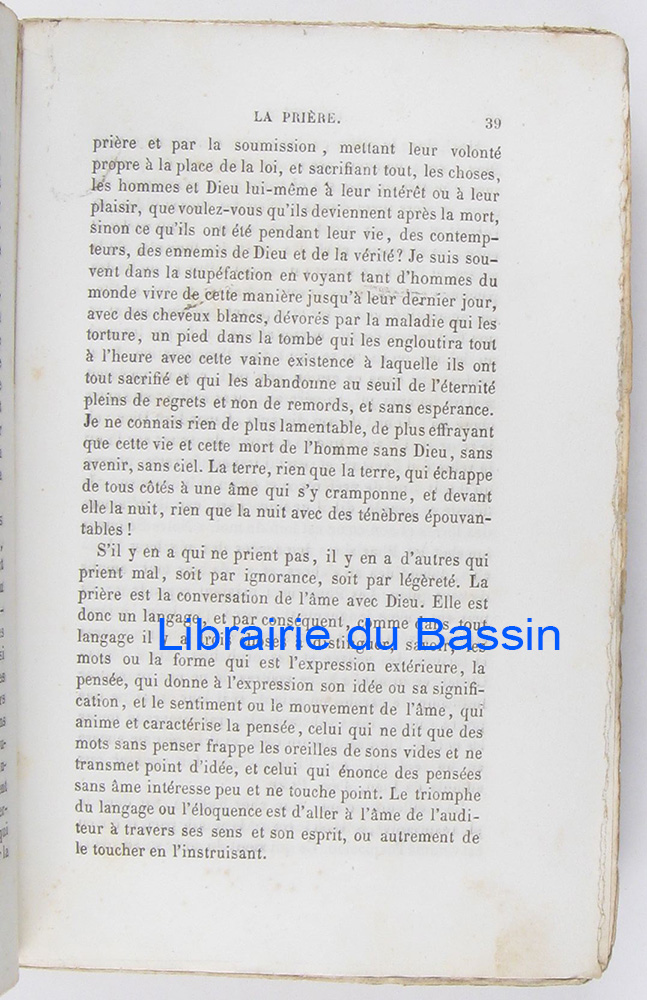 LA PRIÈRE. 39
prière et par la soumission, mettant leur volonté
propre à la place de la loi, et sacrifiant tout, les choses,
les hommes et Dieu lui-même à leur intérêt ou à leur
plaisir, que voulez-vous qu'ils deviennent après la mort,
sinon ce qu'ils ont été pendant leur vie, des contemp-
teurs, des ennemis de Dieu et de la vérité? Je suis sou-
vent dans la stupéfaction en voyant tant d'hommes du
monde vivre de cette manière jusqu'à leur dernier jour,
avec des cheveux blancs, dévorés par la maladie qui les
torture, un pied dans la tombe qui les engloutira tout
à l'heure avec cette vaine existence à laquelle ils ont
tout sacrifié et qui les abandonne au seuil de l'éternité
pleins de regrets et non de remords, et sans espérance.
Je ne connais rien de plus lamentable, de plus effrayant
que cette vie et cette mort de l'homme sans Dieu, sans
avenir, sans ciel. La terre, rien que la terre, qui échappe
de tous côtés à une âme qui s'y cramponne, et devant
elle la nuit, rien que la nuit avec des ténèbres épouvan-
tables!
S'il y en a qui ne prient pas, il y en a d'autres qui
prient mal, soit par ignorance, soit par légèreté. La
prière est la conversation de l'âme avec Dieu. Elle est
donc un langage, et par conséquent, comme dans tout
Librairie du Bassin
langage il y a trois choses à distinguer, savoir, les
mots ou la forme qui est l'expression extérieure, la
pensée, qui donne à l'expression son idée ou sa signifi-
cation, et le sentiment ou le mouvement de l'âme, qui
anime et caractérise la pensée, celui qui ne dit que des
mots sans penser frappe les oreilles de sons vides et ne
transmet point d'idée, et celui qui énonce des pensées
sans âme intéresse peu et ne touche point. Le triomphe
du langage ou l'éloquence est d'aller à l'âme de l'audi-
teur à travers ses sens et son esprit, ou autrement de
le toucher en l'instruisant.